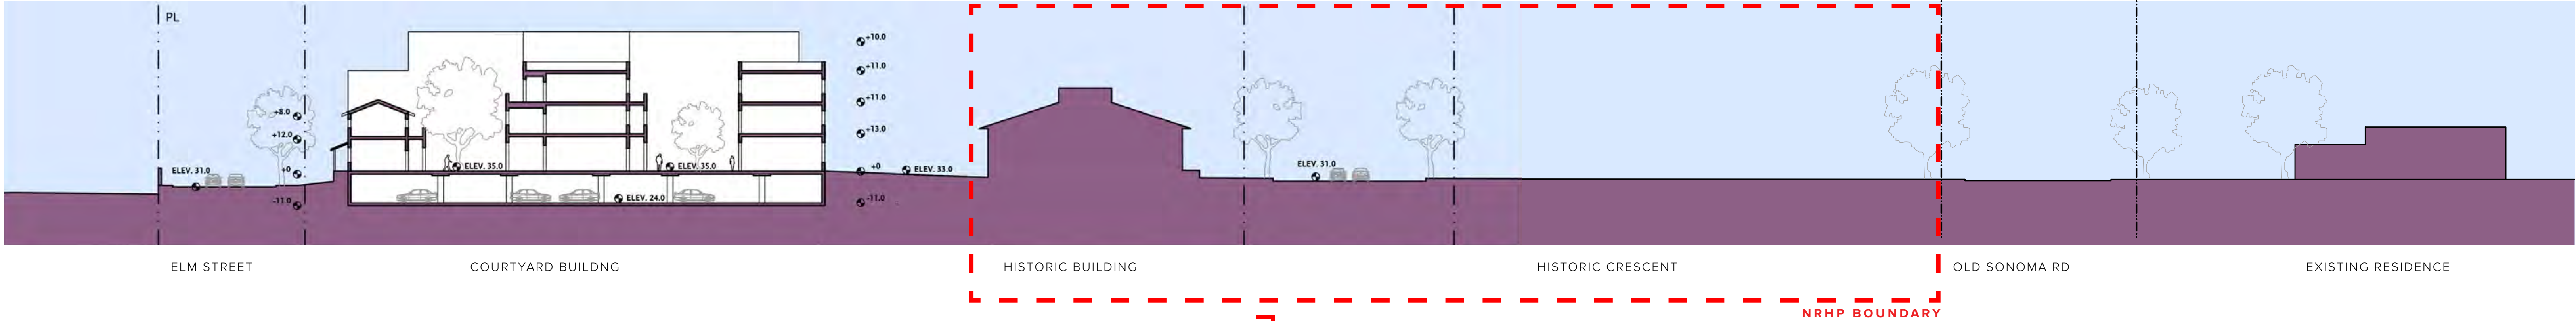 PL
+10.0
+11.0
+11.0
+13.0
+0
-11.0
+8.0
+12.0
+0
-11.0
ELEV. 31.0
ELEV. 35.0
ELEV. 35.0
ELEV. 24.0
ELEV. 33.0
ELEV. 31.0
ELM STREET
COURTYARD BUILDNG
HISTORIC BUILDING
HISTORIC CRESCENT
OLD SONOMA RD
EXISTING RESIDENCE
NRHP BOUNDARY